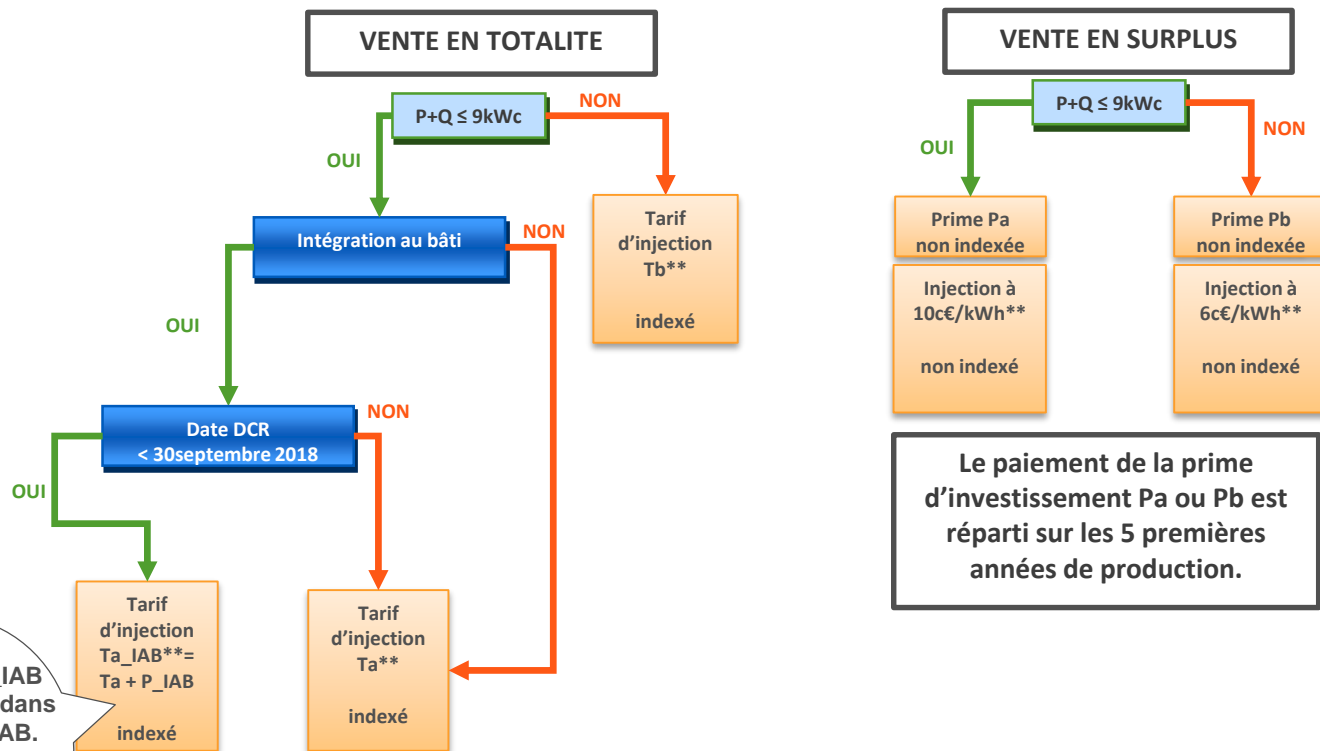 VENTE EN TOTALITE
P+Q ≤ 9kWc
NON
OUI
Intégration au bâti
NON
Tarif
d'injection
Tb**
indexé
OUI
Date DCR
< 30septembre 2018
NON
OUI
Tarif
d'injection
Ta_IAB**=
Ta + P_IAB
indexé
Tarif
d'injection
Ta**
indexé
_IAB
dans
AB.
VENTE EN SURPLUS
P+Q ≤ 9kWc
OUI
NON
Prime Pa
non indexée
Injection à
10c€/kWh**
non indexé
Prime Pb
non indexée
Injection à
6c€/kWh**
non indexé
Le paiement de la prime
d'investissement Pa ou Pb est
réparti sur les 5 premières
années de production.